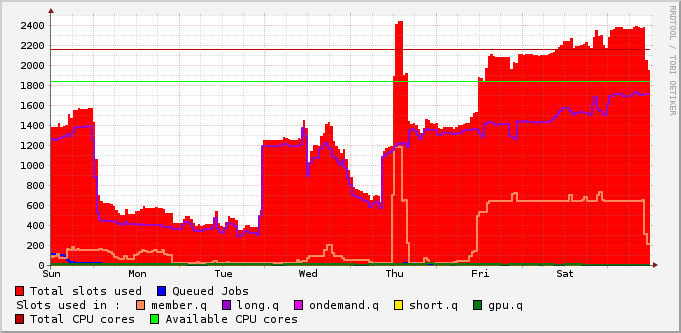 RRDTOOL / TOBI OETIKER
2400
2200
2000
1800
1600
1400
1200
1000
800
600
400
200
0
Sun Mon Tue Wed Thu Fri Sat
Total slots used Queued Jobs
Slots used in : member.q long.q ondemand.q short.q gpu.q
Total CPU cores Available CPU cores